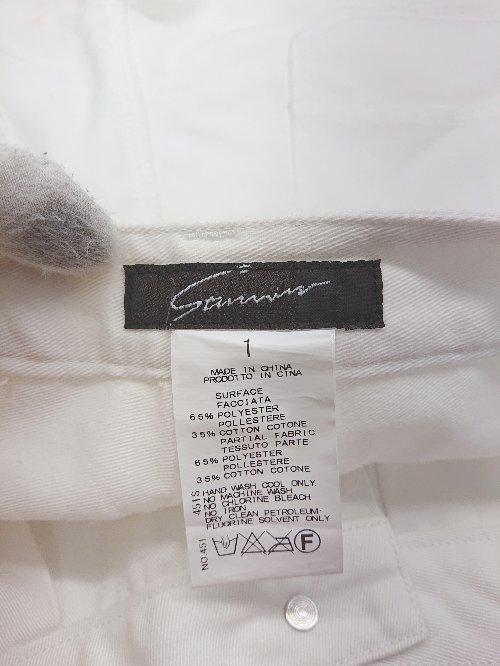 1
MADE IN CHINA
PRODOTTO IN CINA
SURFACE
FACCIATA
65% POLYESTER
POLLESTERE
35% COTTON COTONE
PARTIAL FABRIC
TESSUTO PARTE
65% POLYESTER
POLLESTERE
35% COTTON COTONE
HAND WASH COOL ONLY.
NO MACHINE WASH
NO CHLORINE BLEACH
NO IRON
DRY CLEAN PETROLEUM-
FLUORINE SOLVENT ONLY
451S
NO.451
F